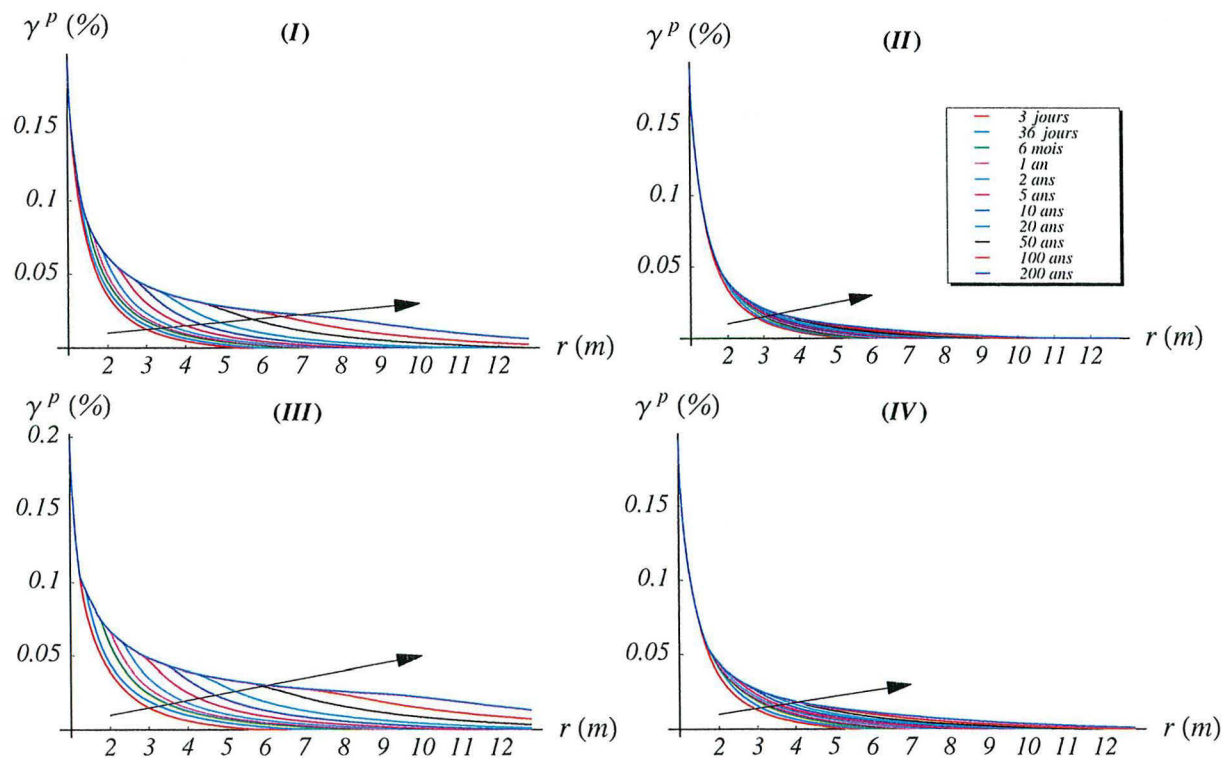 γ p (%)
(I)
0.15
0.1
0.05
2 3 4 5 6 7 8 9 10 11 12
r (m)
γ p (%)
(II)
0.15
0.1
0.05
2 3 4 5 6 7 8 9 10 11 12
r (m)
3 jours
36 jours
6 mois
1 an
2 ans
5 ans
10 ans
20 ans
50 ans
100 ans
200 ans
γ p (%)
(III)
0.2
0.15
0.1
0.05
2 3 4 5 6 7 8 9 10 11 12
r (m)
γ p (%)
(IV)
0.15
0.1
0.05
2 3 4 5 6 7 8 9 10 11 12
r (m)